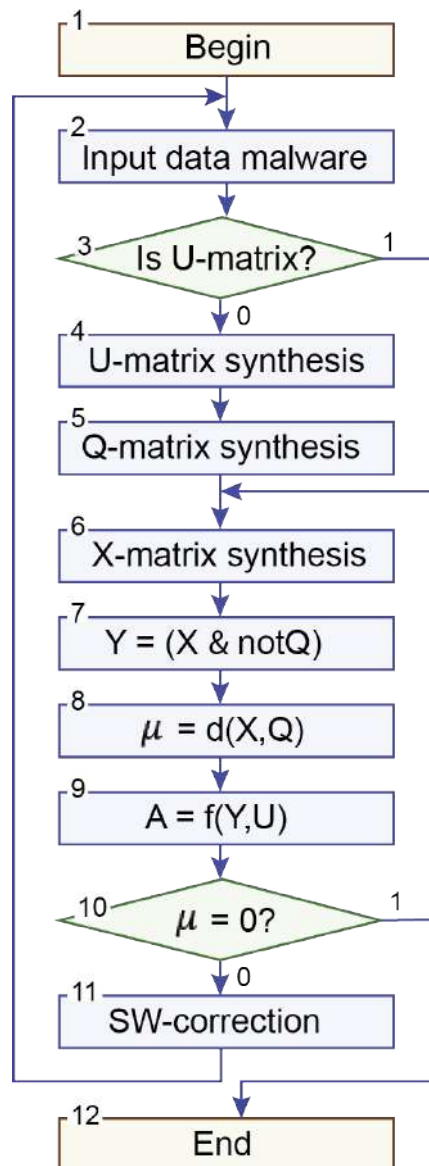 1
Begin
2
Input data malware
3
Is U-matrix?
1
0
4
U-matrix synthesis
5
Q-matrix synthesis
6
X-matrix synthesis
7
Y = (X & notQ)
8
μ = d(X,Q)
9
A = f(Y,U)
10
μ = 0?
1
0
11
SW-correction
12
End